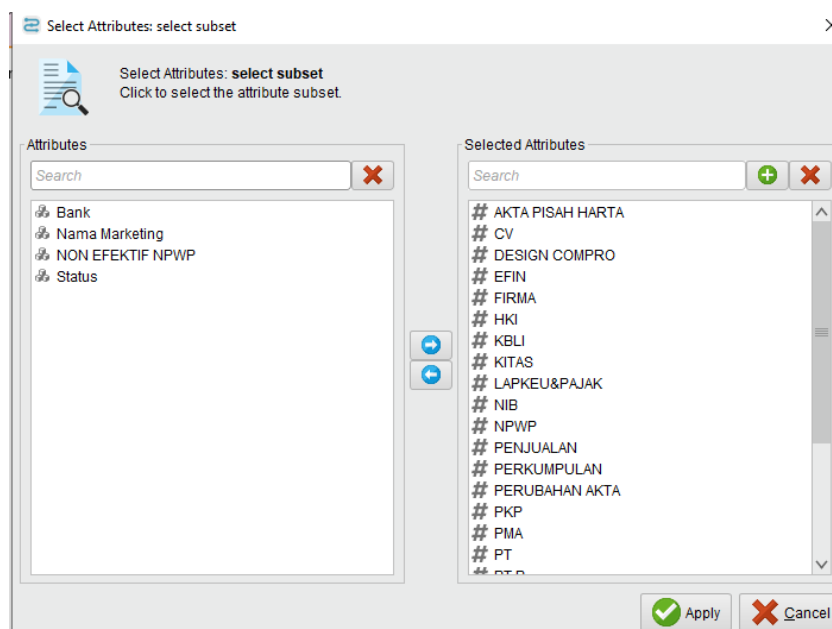 Select Attributes: select subset
Select Attributes: select subset
Click to select the attribute subset.
Attributes
Search
Bank
Nama Marketing
NON EFEKTIF NPWP
Status
Selected Attributes
Search
AKTA PISAH HARTA
CV
DESIGN COMPRO
EFIN
FIRMA
HKI
KBLI
KITAS
LAPKEU&PAJAK
NIB
NPWP
PENJUALAN
PERKUMPULAN
PERUBAHAN AKTA
PKP
PMA
PT
Apply
Cancel